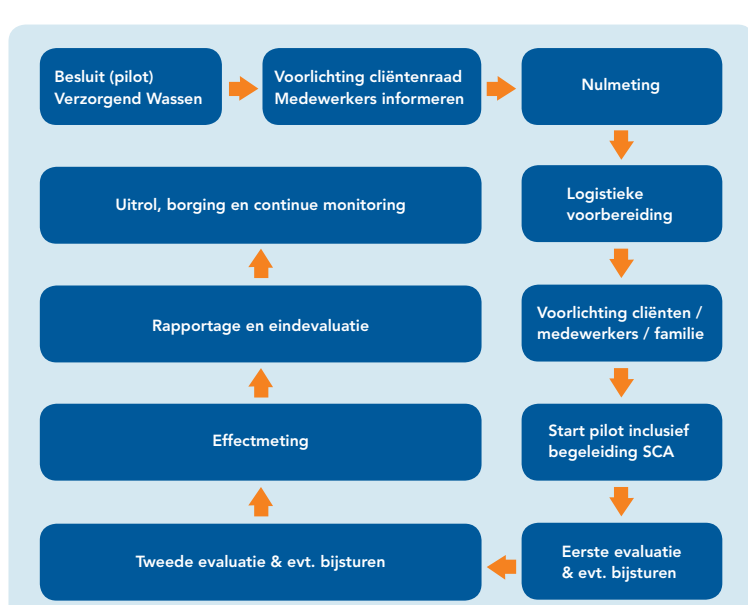 Besluit (pilot)
Verzorgend Wassen
Voorlichting cliëntenraad
Medewerkers informeren
Nulmeting
Logistieke
voorbereiding
Voorlichting cliënten /
medewerkers / familie
Start pilot inclusief
begeleiding SCA
Eerste evaluatie
& evt. bijsturen
Tweede evaluatie & evt. bijsturen
Effectmeting
Rapportage en eindevaluatie
Uitrol, borging en continue monitoring